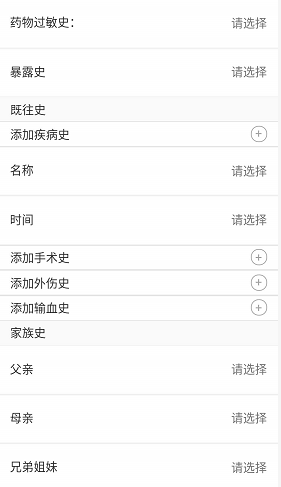 药物过敏史： 请选择
暴露史 请选择
既往史
添加疾病史
名称 请选择
时间 请选择
添加手术史
添加外伤史
添加输血史
家族史
父亲 请选择
母亲 请选择
兄弟姐妹 请选择